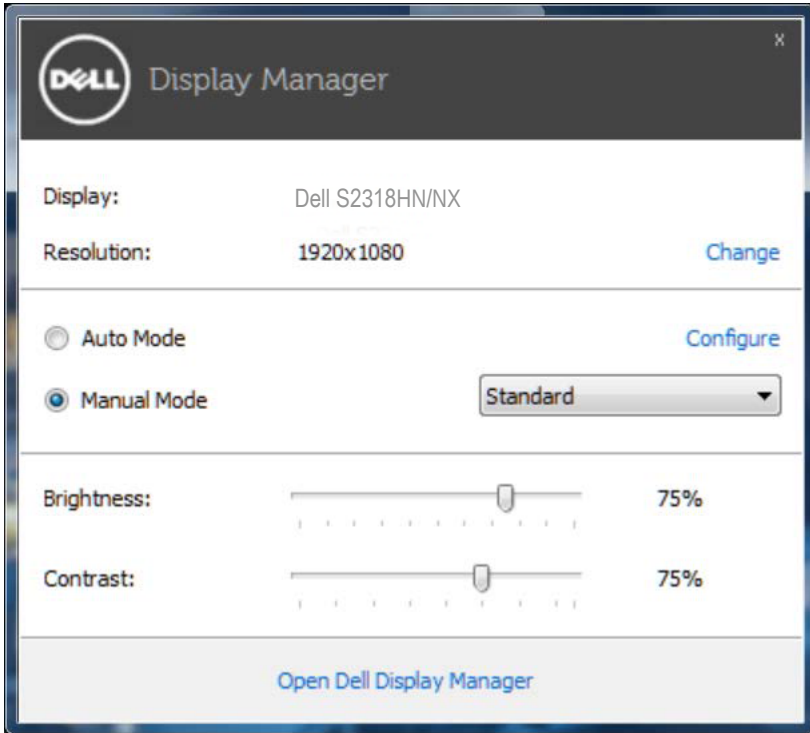 DELL Display Manager
x
Display: Dell S2318HN/NX
Resolution: 1920x1080 Change
Auto Mode Configure
Manual Mode Standard
Brightness: 75%
Contrast: 75%
Open Dell Display Manager